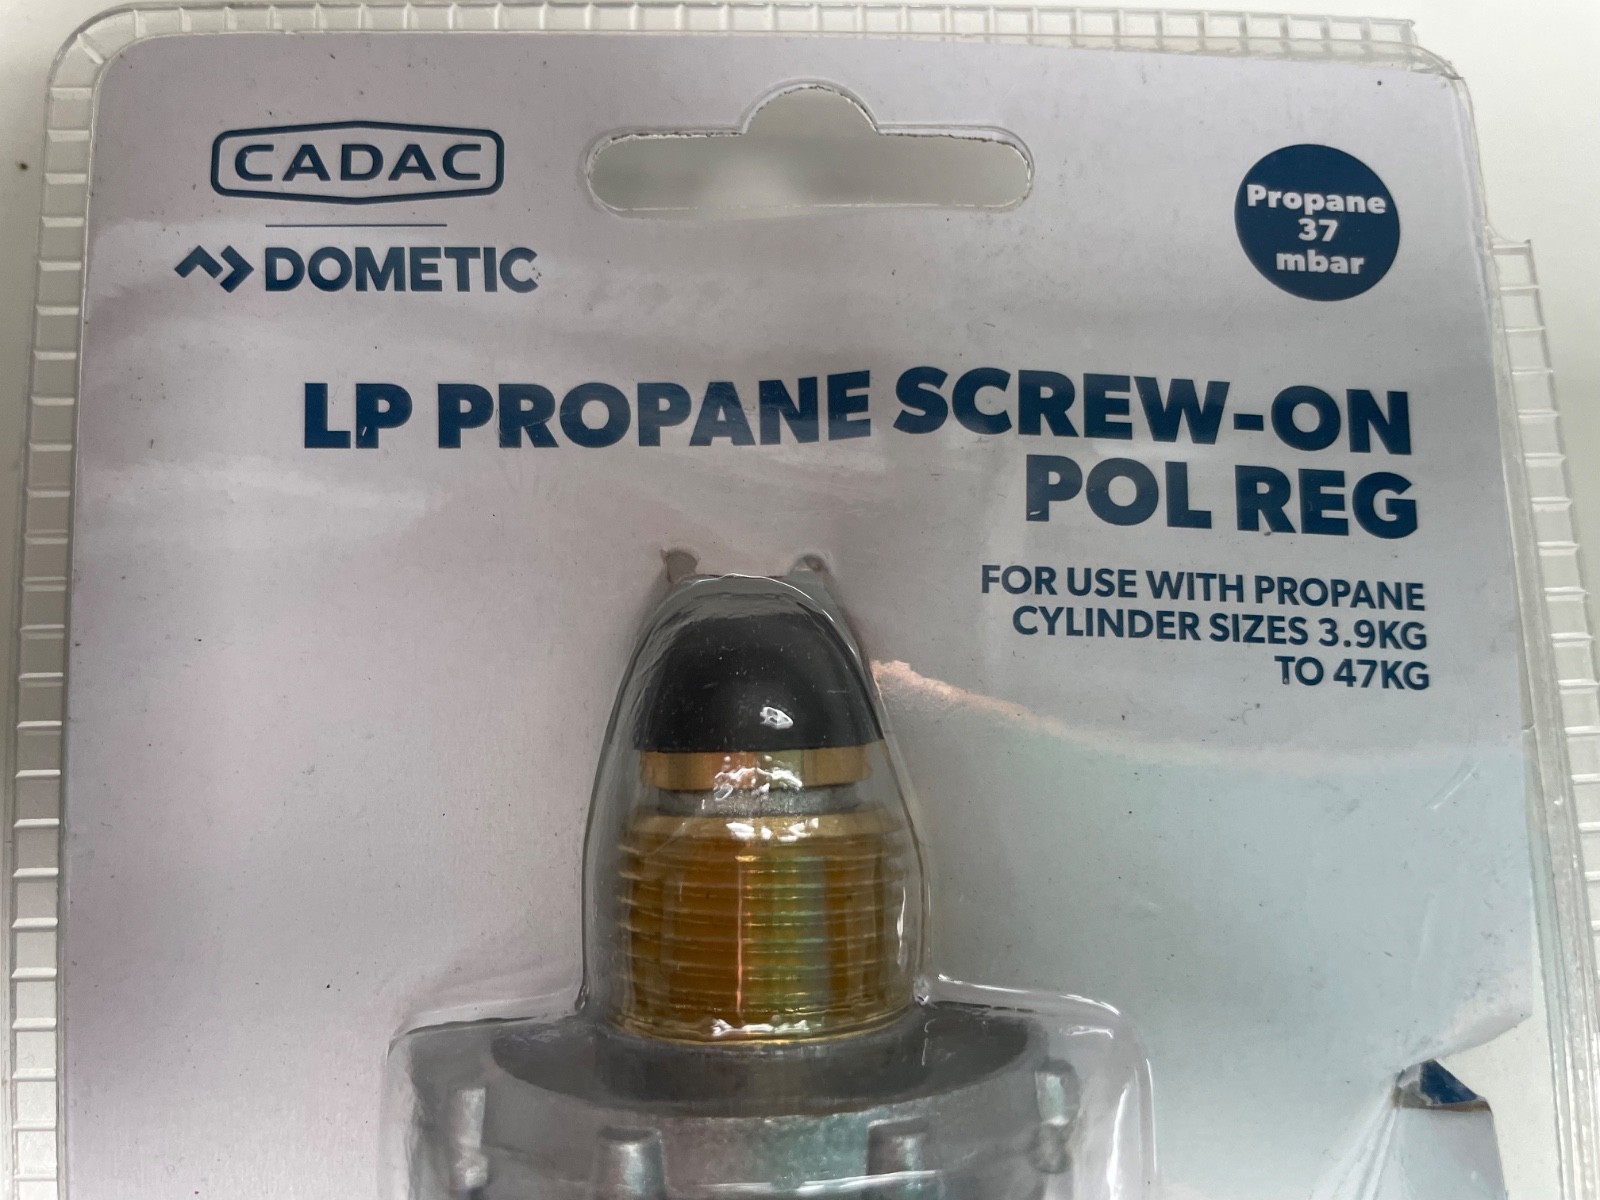 CADAC
DOMETIC
Propane
37
mbar
LP PROPANE SCREW-ON
POL REG
FOR USE WITH PROPANE
CYLINDER SIZES 3.9KG
TO 47KG